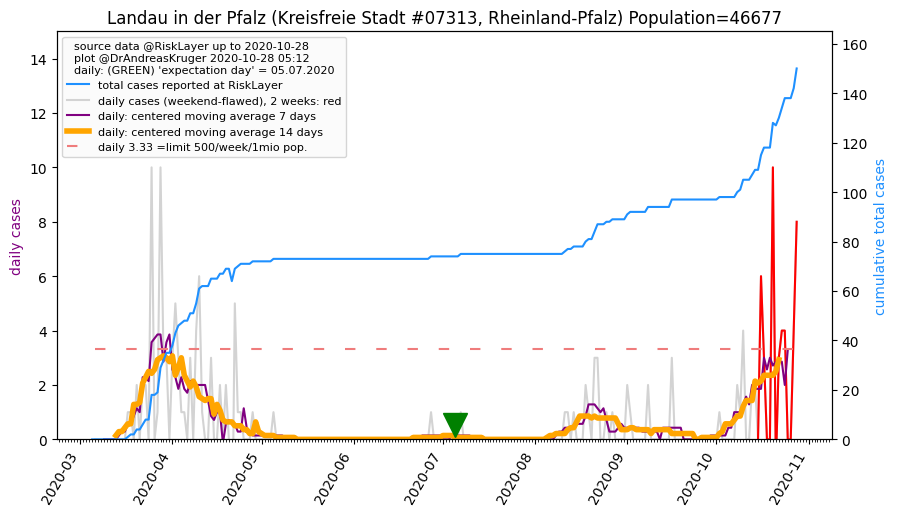 Landau in der Pfalz (Kreisfreie Stadt #07313, Rheinland-Pfalz) Population=46677
source data @RiskLayer up to 2020-10-28
plot @DrAndreasKruger 2020-10-28 05:12
daily: (GREEN) 'expectation day' = 05.07.2020
total cases reported at RiskLayer
daily cases (weekend-flawed), 2 weeks: red
daily: centered moving average 7 days
daily: centered moving average 14 days
daily 3.33 =limit 500/week/1mio pop.
daily cases
14
12
10
8
6
4
2
0
160
140
120
100
80
60
40
20
0
cumulative total cases
2020-03
2020-04
2020-05
2020-06
2020-07
2020-08
2020-09
2020-10
2020-11